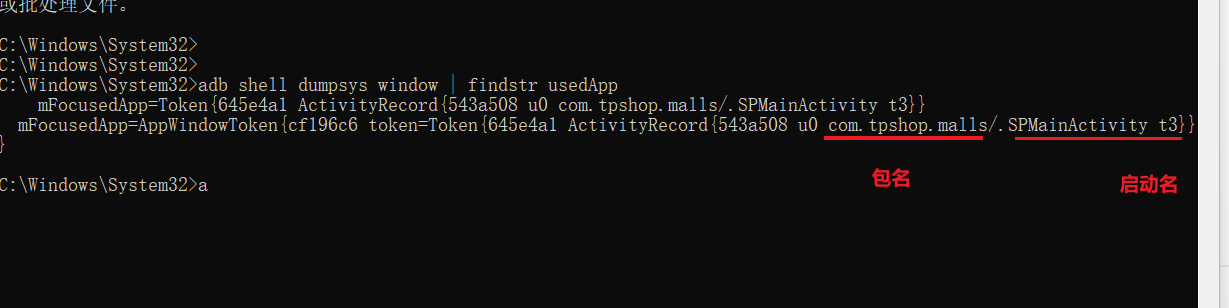 或批处理文件。
C:\Windows\System32>
C:\Windows\System32>
C:\Windows\System32>adb shell dumpsys window | findstr usedApp
mFocusedApp=Token{645e4a1 ActivityRecord{543a508 u0 com.tpshop.malls/.SPMainActivity t3}}
mFocusedApp=AppWindowToken{cf196c6 token=Token{645e4a1 ActivityRecord{543a508 u0 com.tpshop.malls/.SPMainActivity t3}}
}
包名
启动名
C:\Windows\System32>a